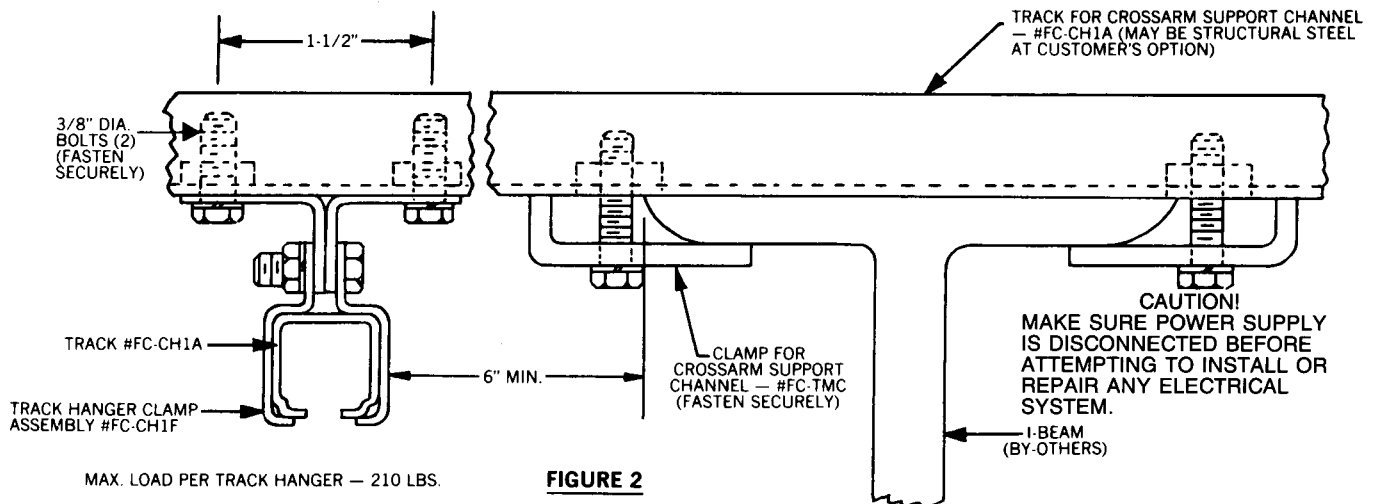 TRACK FOR CROSSARM SUPPORT CHANNEL
— #FC-CH1A (MAY BE STRUCTURAL STEEL
AT CUSTOMER'S OPTION)
1-1/2"
3/8" DIA.
BOLTS (2)
(FASTEN
SECURELY)
TRACK #FC-CH1A
TRACK HANGER CLAMP
ASSEMBLY #FC-CH1F
6" MIN.
CLAMP FOR
CROSSARM SUPPORT
CHANNEL — #FC-TMC
(FASTEN SECURELY)
CAUTION!
MAKE SURE POWER SUPPLY
IS DISCONNECTED BEFORE
ATTEMPTING TO INSTALL OR
REPAIR ANY ELECTRICAL
SYSTEM.
I-BEAM
(BY-OTHERS)
MAX. LOAD PER TRACK HANGER — 210 LBS.
FIGURE 2